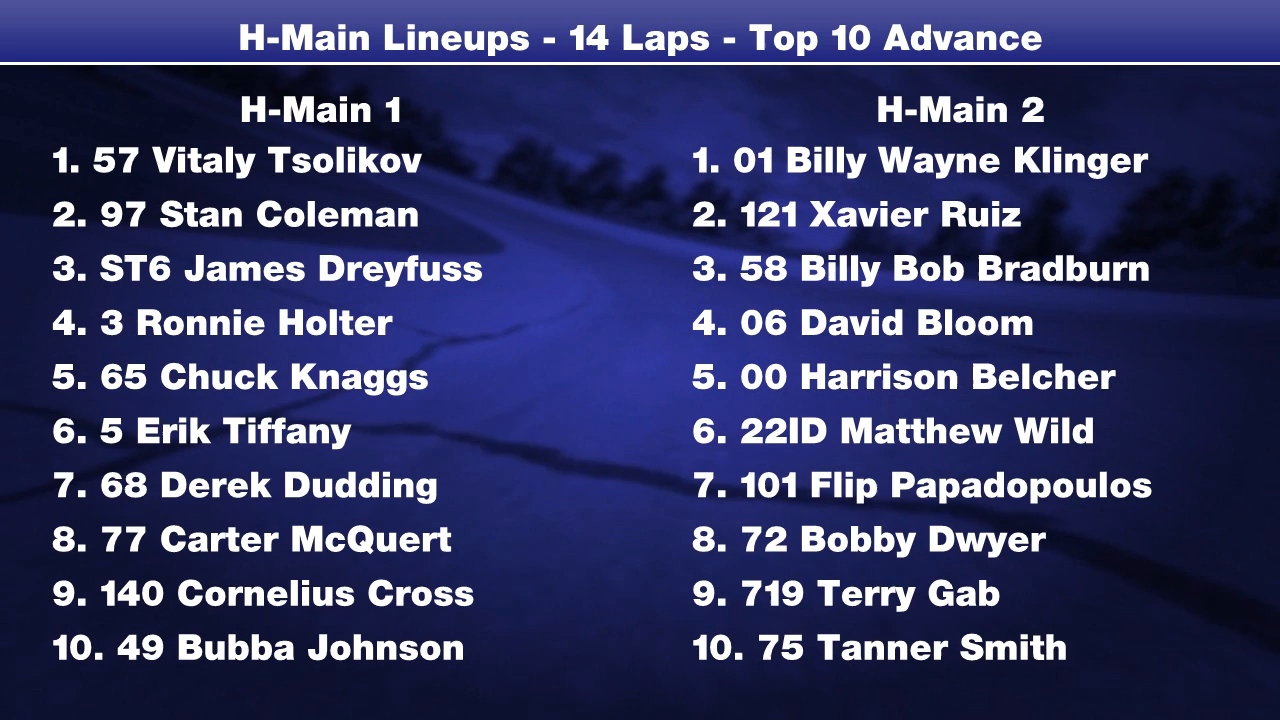 H-Main Lineups - 14 Laps - Top 10 Advance
H-Main 1
1. 57 Vitaly Tsolikov
2. 97 Stan Coleman
3. ST6 James Dreyfuss
4. 3 Ronnie Holter
5. 65 Chuck Knaggs
6. 5 Erik Tiffany
7. 68 Derek Dudding
8. 77 Carter McQuert
9. 140 Cornelius Cross
10. 49 Bubba Johnson
H-Main 2
1. 01 Billy Wayne Klinger
2. 121 Xavier Ruiz
3. 58 Billy Bob Bradburn
4. 06 David Bloom
5. 00 Harrison Belcher
6. 22ID Matthew Wild
7. 101 Flip Papadopoulos
8. 72 Bobby Dwyer
9. 719 Terry Gab
10. 75 Tanner Smith